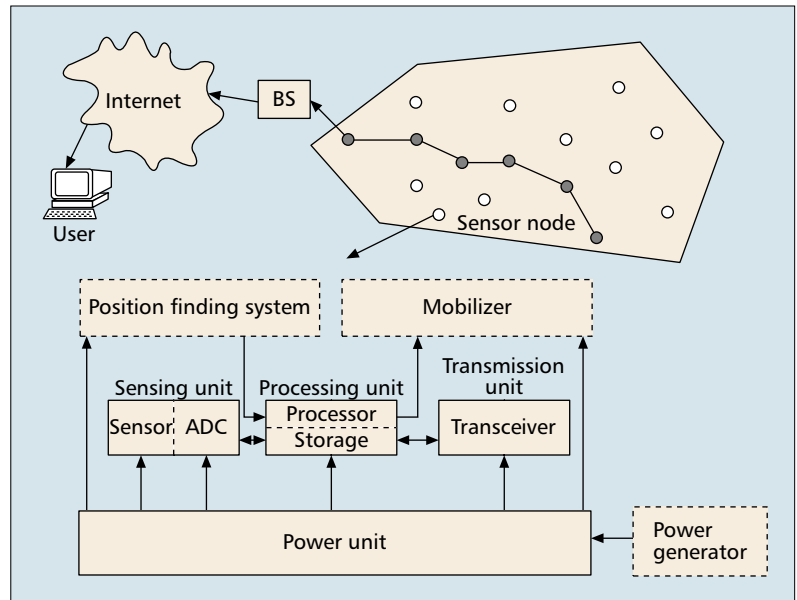 Internet
BS
User
Sensor node
Position finding system
Mobilizer
Sensing unit
Processing unit
Transmission
unit
Sensor
ADC
Processor
Storage
Transceiver
Power unit
Power
generator